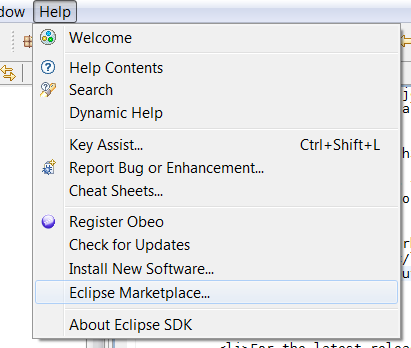 dow Help
Welcome
Help Contents
Search
Dynamic Help
Key Assist... Ctrl+Shift+L
Report Bug or Enhancement...
Cheat Sheets...
Register Obeo
Check for Updates
Install New Software...
Eclipse Marketplace...
About Eclipse SDK
<li>For the latest relea